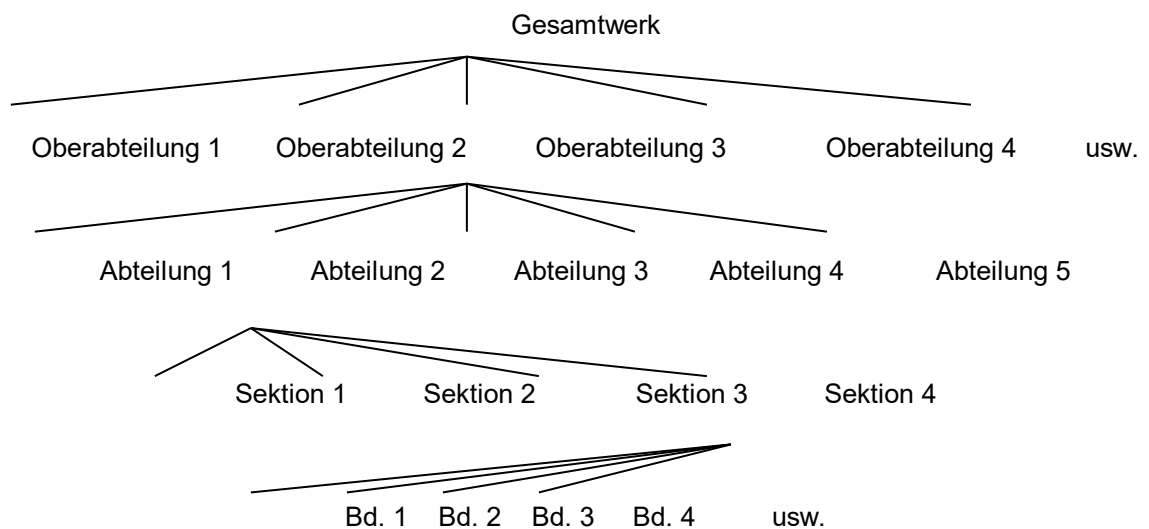 Gesamtwerk
Oberabteilung 1 Oberabteilung 2 Oberabteilung 3 Oberabteilung 4 usw.
Abteilung 1 Abteilung 2 Abteilung 3 Abteilung 4 Abteilung 5
Sektion 1 Sektion 2 Sektion 3 Sektion 4
Bd. 1 Bd. 2 Bd. 3 Bd. 4 usw.